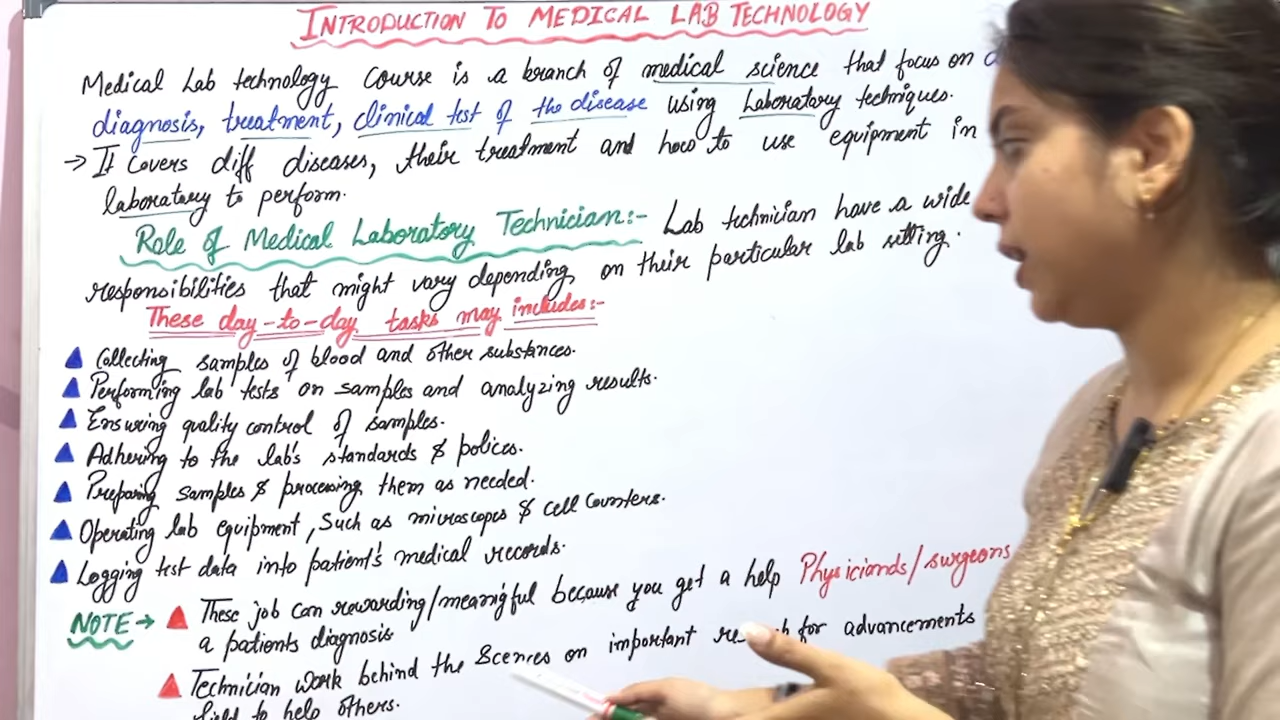 INTRODUCTION TO MEDICAL LAB TECHNOLOGY
Medical Lab technology course is a branch of medical science that focus on
diagnosis, treatment, clinical test of the disease using Laboratory techniques.
→ It covers diff diseases, their treatment and how to use equipment in
laboratory to perform.
Role of Medical Laboratory Technician:- Lab technician have a wide
responsibilities that might vary depending on their particular lab setting.
These day-to-day tasks may includes:-
Collecting samples of blood and other substances.
Performing lab tests on samples and analyzing results.
Ensuring quality control of samples.
Adhering to the lab's standards & polices.
Preparing samples & processing them as needed.
Operating lab equipment, Such as microscopes & cell counters.
Logging test data into patient's medical records.
NOTE → These job can rewarding/meanigful because you get a help Physicionds/surgeons
a patients diagnosis
Technician work behind the Scences on important for advancements
field to help others.